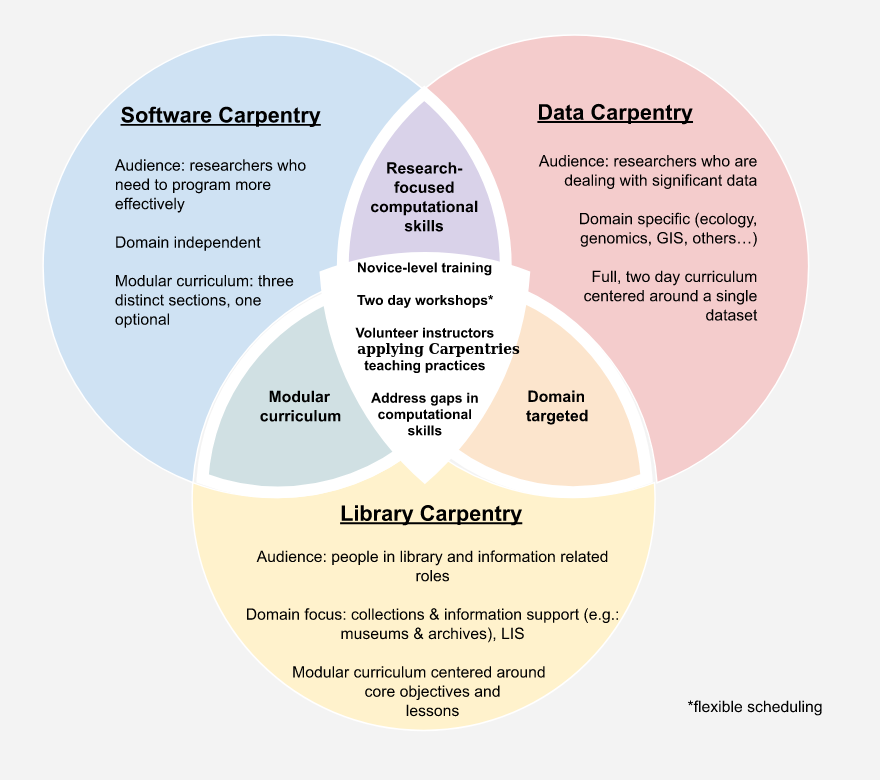 Software Carpentry
Audience: researchers who
need to program more
effectively
Domain independent
Modular curriculum: three
distinct sections, one
optional
Data Carpentry
Audience: researchers who are
dealing with significant data
Domain specific (ecology,
genomics, GIS, others…)
Full, two day curriculum
centered around a single
dataset
Research-
focused
computational
skills
Novice-level training
Two day workshops*
Volunteer instructors
applying Carpentries
teaching practices
Address gaps in
computational
skills
Modular
curriculum
Domain
targeted
Library Carpentry
Audience: people in library and information related
roles
Domain focus: collections & information support (e.g.:
museums & archives), LIS
Modular curriculum centered around
core objectives and
lessons
*flexible scheduling